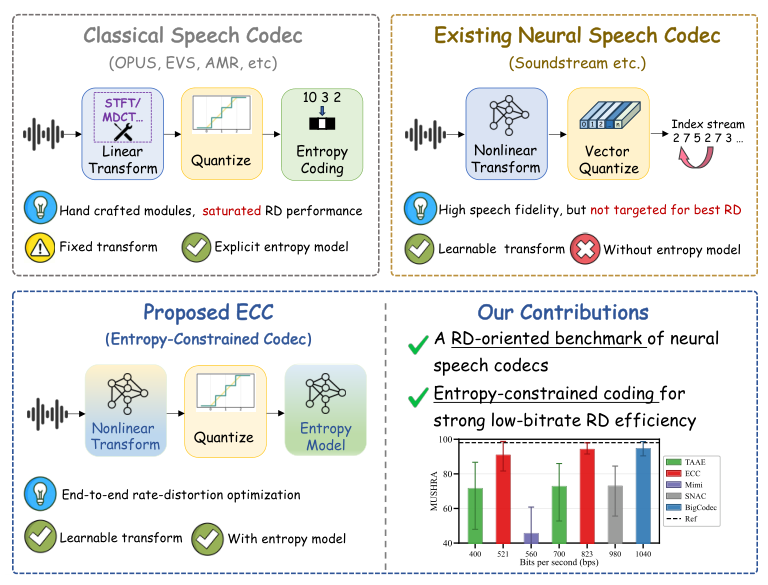 Classical Speech Codec
(OPUS, EVS, AMR, etc)
STFT/
MDCT...
Linear
Transform
Quantize
10 3 2
Entropy
Coding
Hand crafted modules, saturated RD performance
Fixed transform
Explicit entropy model
Existing Neural Speech Codec
(Soundstream etc.)
Nonlinear
Transform
0 1 2 n
Vector
Quantize
Index stream
2 7 5 2 7 3 ...
High speech fidelity, but not targeted for best RD
Learnable transform
Without entropy model
Proposed ECC
(Entropy-Constrained Codec)
Nonlinear
Transform
Quantize
Entropy
Model
End-to-end rate-distortion optimization
Learnable transform
With entropy model
Our Contributions
A RD-oriented benchmark of neural
speech codecs
Entropy-constrained coding for
strong low-bitrate RD efficiency
MUSHRA
100
80
60
40
400
521
560
700
823
980
1040
Bits per second (bps)
TAAE
ECC
Mimi
SNAC
BigCodec
Ref